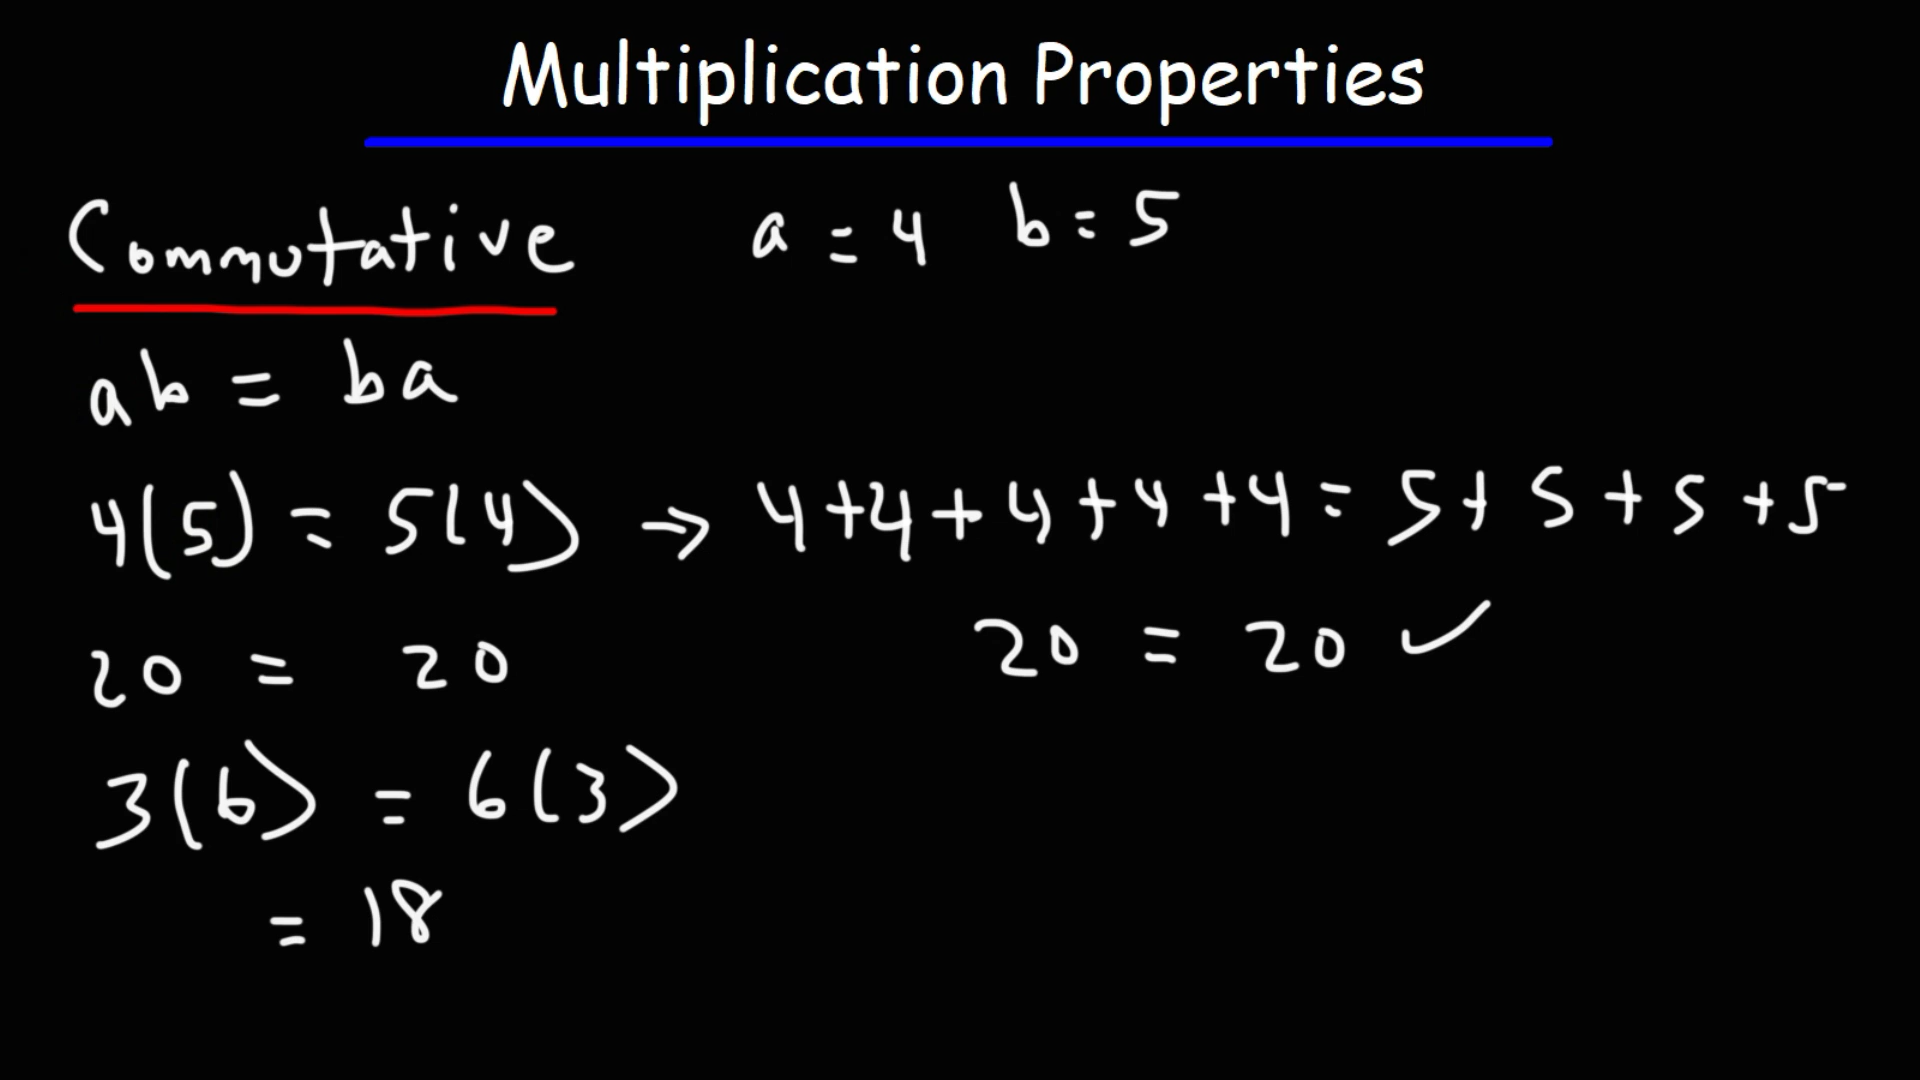 Multiplication Properties
Commutative a = 4 b = 5
ab = ba
4(5) = 5(4) → 4+4+4+4+4=5+5+5+5
20 = 20 20 = 20 ✓
3(6) = 6(3)
= 18